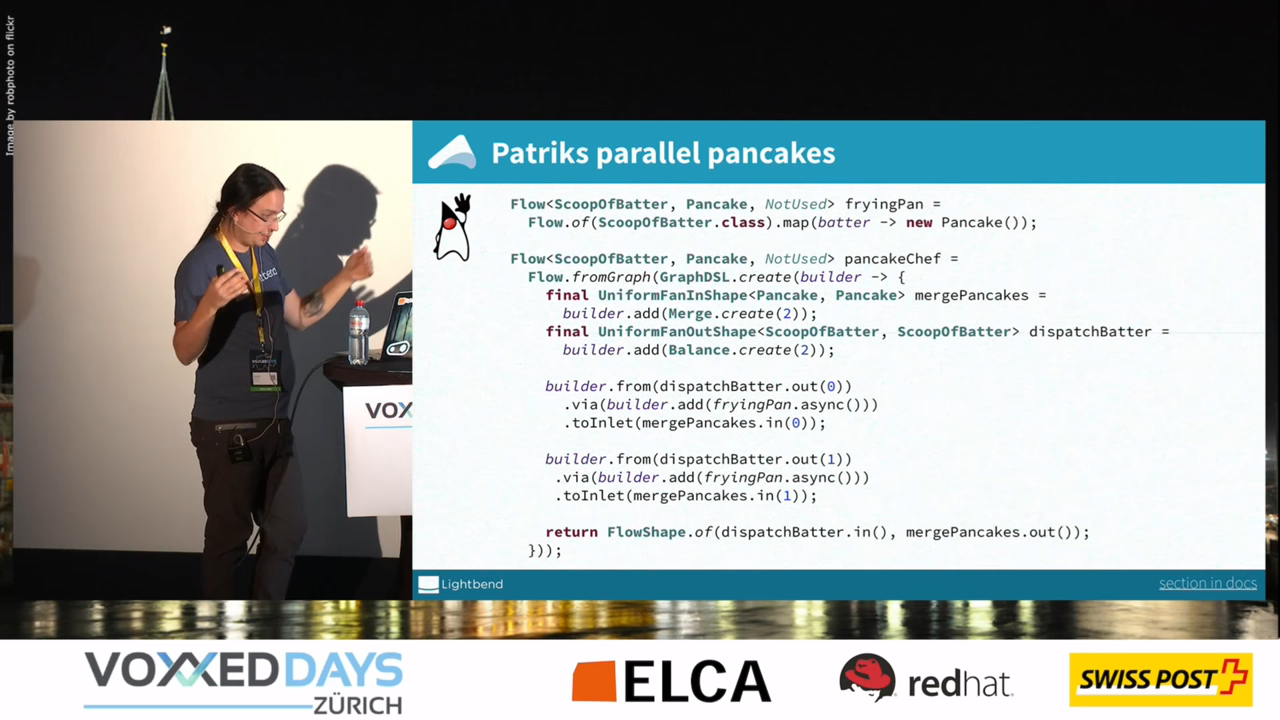 Image by robphoto on flickr
Patriks parallel pancakes
Flow<ScoopOfBatter, Pancake, NotUsed> fryingPan =
Flow.of(ScoopOfBatter.class).map(batter -> new Pancake());
Flow<ScoopOfBatter, Pancake, NotUsed> pancakeChef =
Flow.fromGraph(GraphDSL.create(builder -> {
final UniformFanInShape<Pancake, Pancake> mergePancakes =
builder.add(Merge.create(2));
final UniformFanOutShape<ScoopOfBatter, ScoopOfBatter> dispatchBatter =
builder.add(Balance.create(2));
builder.from(dispatchBatter.out(0))
.via(builder.add(fryingPan.async()))
.toInlet(mergePancakes.in(0));
builder.from(dispatchBatter.out(1))
.via(builder.add(fryingPan.async()))
.toInlet(mergePancakes.in(1));
return FlowShape.of(dispatchBatter.in(), mergePancakes.out());
}));
Lightbend
section in docs
VOX
VOXXED DAYS
ZÜRICH
ELCA
redhat.
SWISS POST